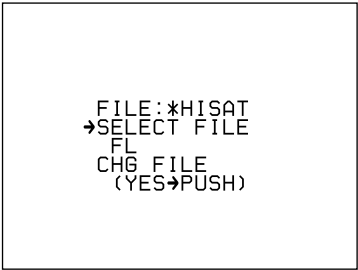 FILE:*HISAT
➔SELECT FILE
FL
CHG FILE
(YES➔PUSH)